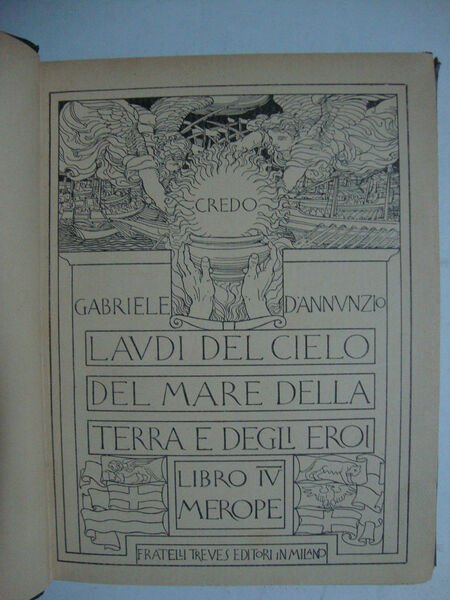 CREDO
GABRIELE D'ANNVNZIO
LAVDI DEL CIELO
DEL MARE DELLA
TERRA E DEGLI EROI
LIBRO IV
MEROPE
FRATELLI TREVES EDITORI IN MILANO